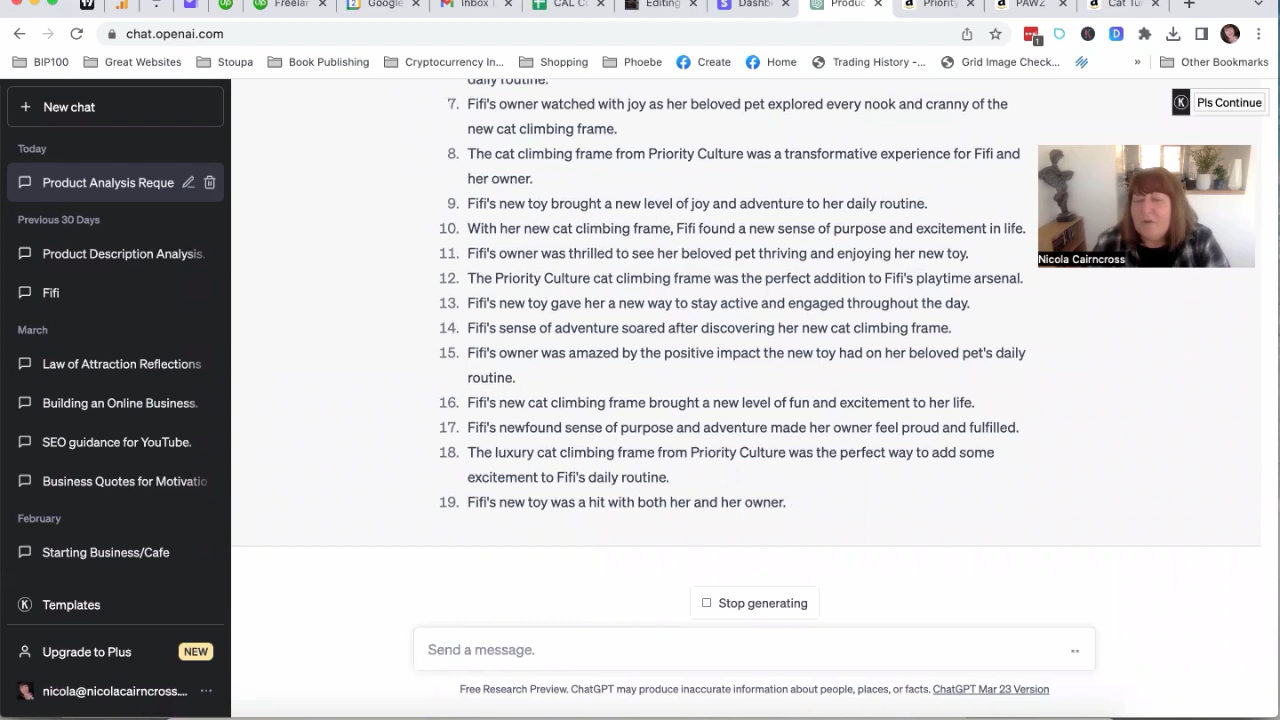 Freelar
Google
Inbox
CAL C
Editing
Dashb
Produc
Priority
PAWZ
Cat Tu
chat.openai.com
1
BIP100
Great Websites
Stoupa
Book Publishing
Cryptocurrency In...
Shopping
Phoebe
Create
Home
Trading History -...
Grid Image Check...
»
Other Bookmarks
New chat
Today
Product Analysis Reque
Previous 30 Days
Product Description Analysis.
Fifi
March
Law of Attraction Reflections
Building an Online Business.
SEO guidance for YouTube.
Business Quotes for Motivatio
February
Starting Business/Cafe
Templates
Upgrade to Plus
NEW
nicola@nicolacairncross....
daily routine.
7. Fifi's owner watched with joy as her beloved pet explored every nook and cranny of the
new cat climbing frame.
8. The cat climbing frame from Priority Culture was a transformative experience for Fifi and
her owner.
9. Fifi's new toy brought a new level of joy and adventure to her daily routine.
10. With her new cat climbing frame, Fifi found a new sense of purpose and excitement in life.
11. Fifi's owner was thrilled to see her beloved pet thriving and enjoying her new toy.
12. The Priority Culture cat climbing frame was the perfect addition to Fifi's playtime arsenal.
13. Fifi's new toy gave her a new way to stay active and engaged throughout the day.
14. Fifi's sense of adventure soared after discovering her new cat climbing frame.
15. Fifi's owner was amazed by the positive impact the new toy had on her beloved pet's daily
routine.
16. Fifi's new cat climbing frame brought a new level of fun and excitement to her life.
17. Fifi's newfound sense of purpose and adventure made her owner feel proud and fulfilled.
18. The luxury cat climbing frame from Priority Culture was the perfect way to add some
excitement to Fifi's daily routine.
19. Fifi's new toy was a hit with both her and her owner.
Pls Continue
Nicola Cairncross
Stop generating
Send a message.
Free Research Preview. ChatGPT may produce inaccurate information about people, places, or facts. ChatGPT Mar 23 Version